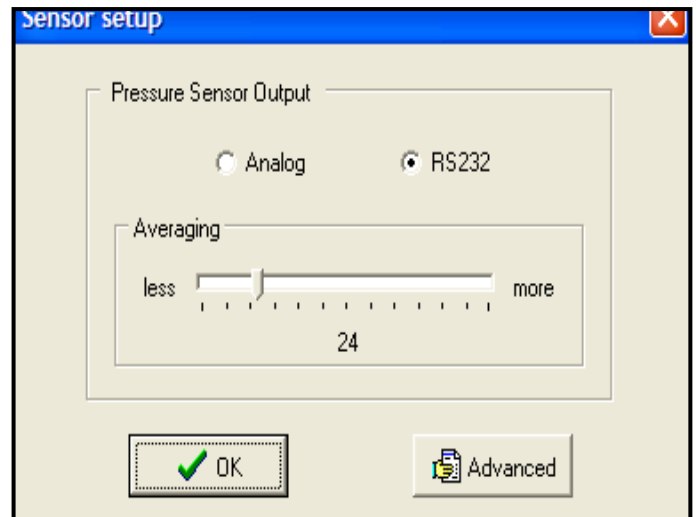 Sensor setup
Pressure Sensor Output
Analog RS232
Averaging
less more
24
OK Advanced